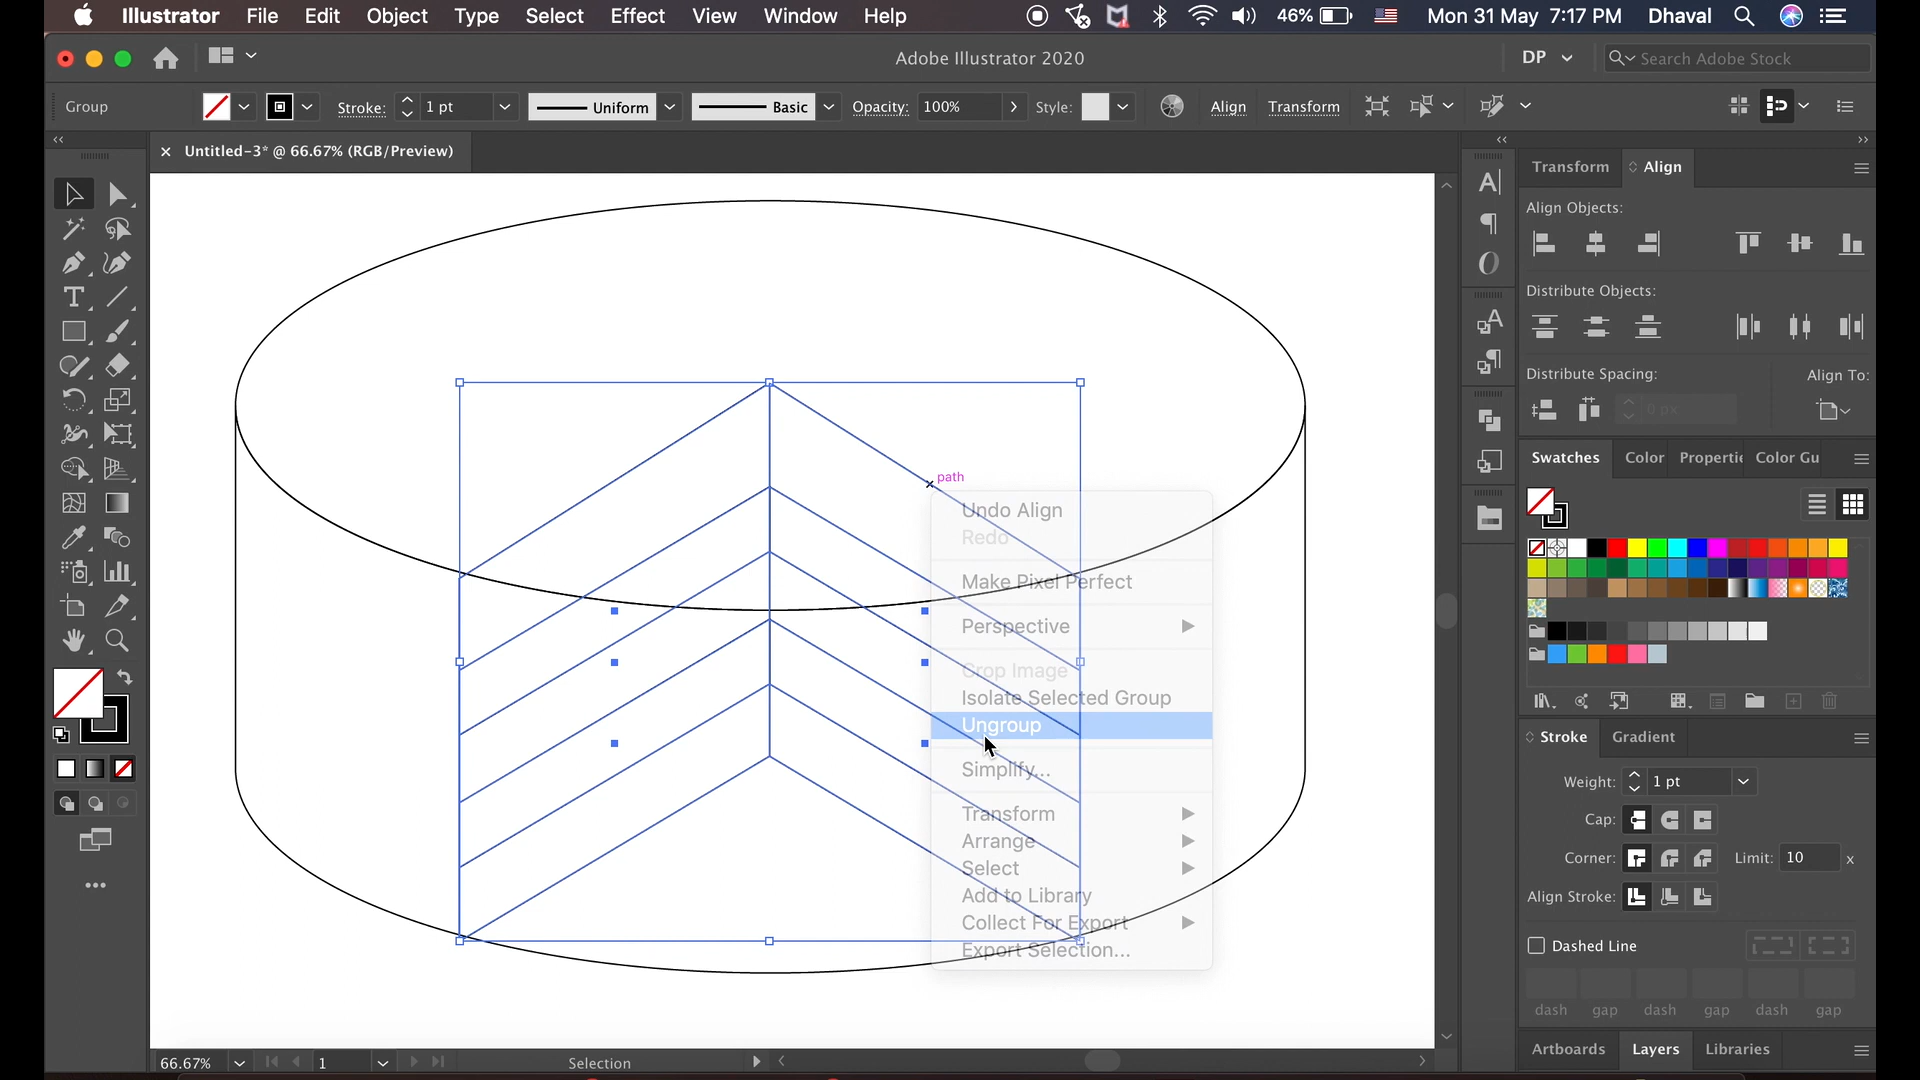 Illustrator File Edit Object Type Select Effect View Window Help 46% Mon 31 May 7:17 PM Dhaval
Adobe Illustrator 2020 DP Search Adobe Stock
Group Stroke: 1 pt Uniform Basic Opacity: 100% Style: Align Transform
× Untitled-3* @ 66.67% (RGB/Preview)
Transform Align
Align Objects:
Distribute Objects:
Distribute Spacing: Align To:
0 px
Swatches Color Properti Color Gu
path
Undo Align
Redo
Make Pixel Perfect
Perspective
Crop Image
Isolate Selected Group
Ungroup
Simplify...
Transform
Arrange
Select
Add to Library
Collect For Export
Export Selection...
Stroke Gradient
Weight: 1 pt
Cap:
Corner: Limit: 10 x
Align Stroke:
Dashed Line
dash gap dash gap dash gap
Artboards Layers Libraries
66.67% 1 Selection